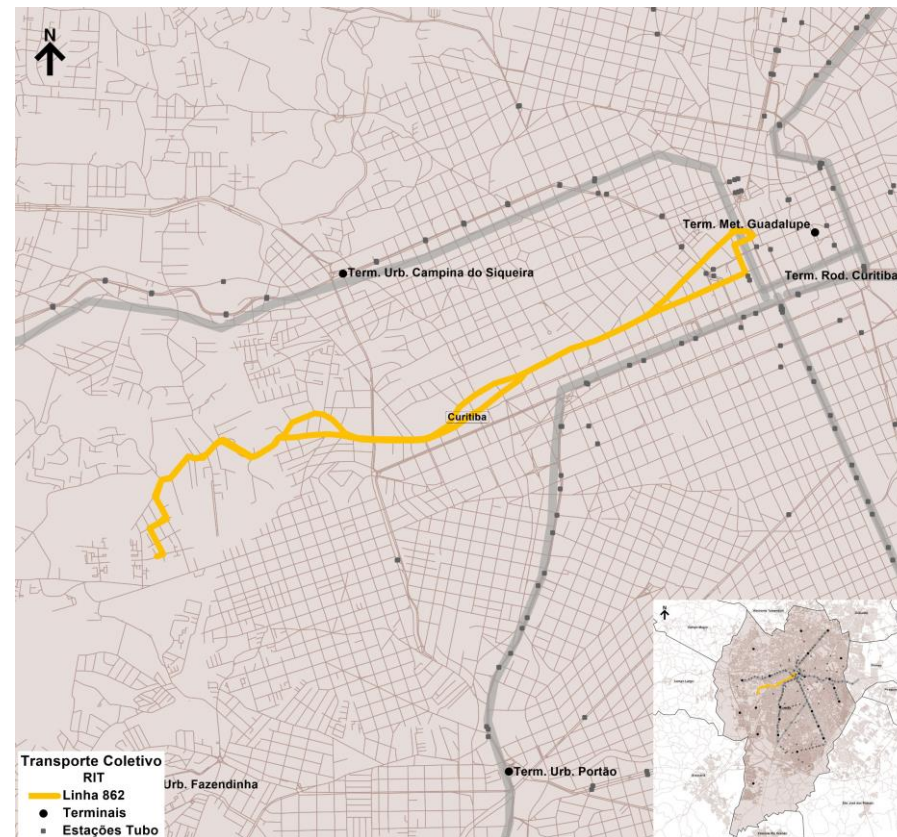 N
Term. Met. Guadalupe
Term. Urb. Campina do Siqueira
Term. Rod. Curitiba
Curitiba
Term. Urb. Portão
Urb. Fazendinha
Transporte Coletivo
RIT
Linha 862
Terminais
Estações Tubo
N